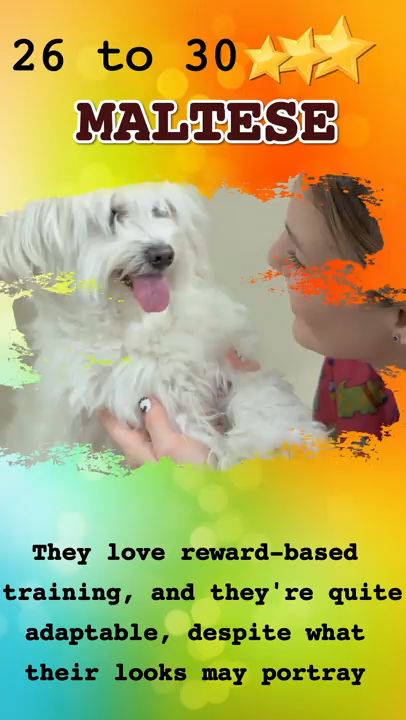 26 to 30
MALTESE
They love reward-based
training, and they're quite
adaptable, despite what
their looks may portray